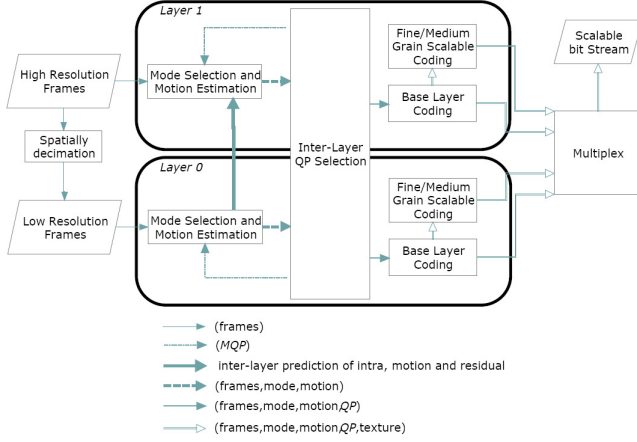 Layer 1
High Resolution
Frames
Mode Selection and
Motion Estimation
Fine/Medium
Grain Scalable
Coding
Base Layer
Coding
Scalable
bit Stream
Spatially
decimation
Inter-Layer
QP Selection
Multiplex
Layer 0
Low Resolution
Frames
Mode Selection and
Motion Estimation
Fine/Medium
Grain Scalable
Coding
Base Layer
Coding
(frames)
(MQP)
inter-layer prediction of intra, motion and residual
(frames,mode,motion)
(frames,mode,motion,QP)
(frames,mode,motion,QP,texture)